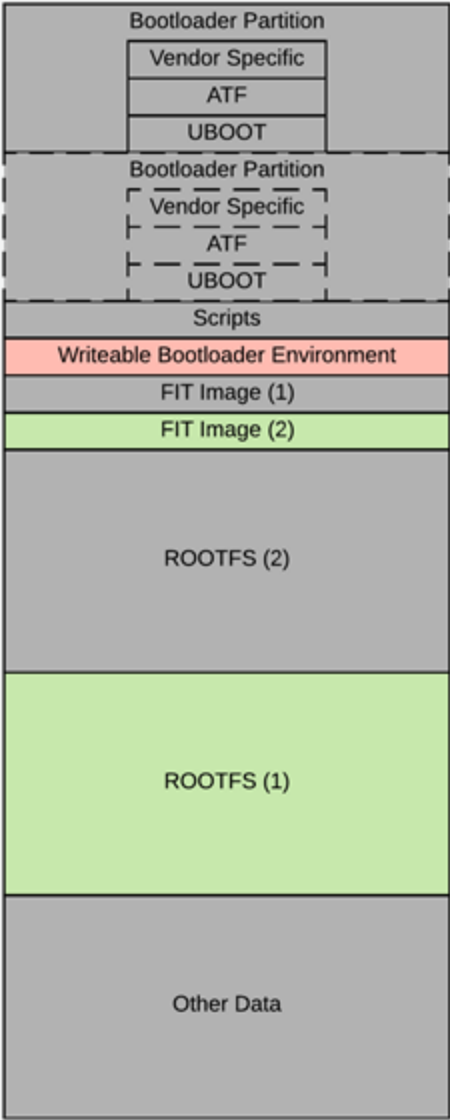 Bootloader Partition
Vendor Specific
ATF
UBOOT
Bootloader Partition
Vendor Specific
ATF
UBOOT
Scripts
Writeable Bootloader Environment
FIT Image (1)
FIT Image (2)
ROOTFS (2)
ROOTFS (1)
Other Data